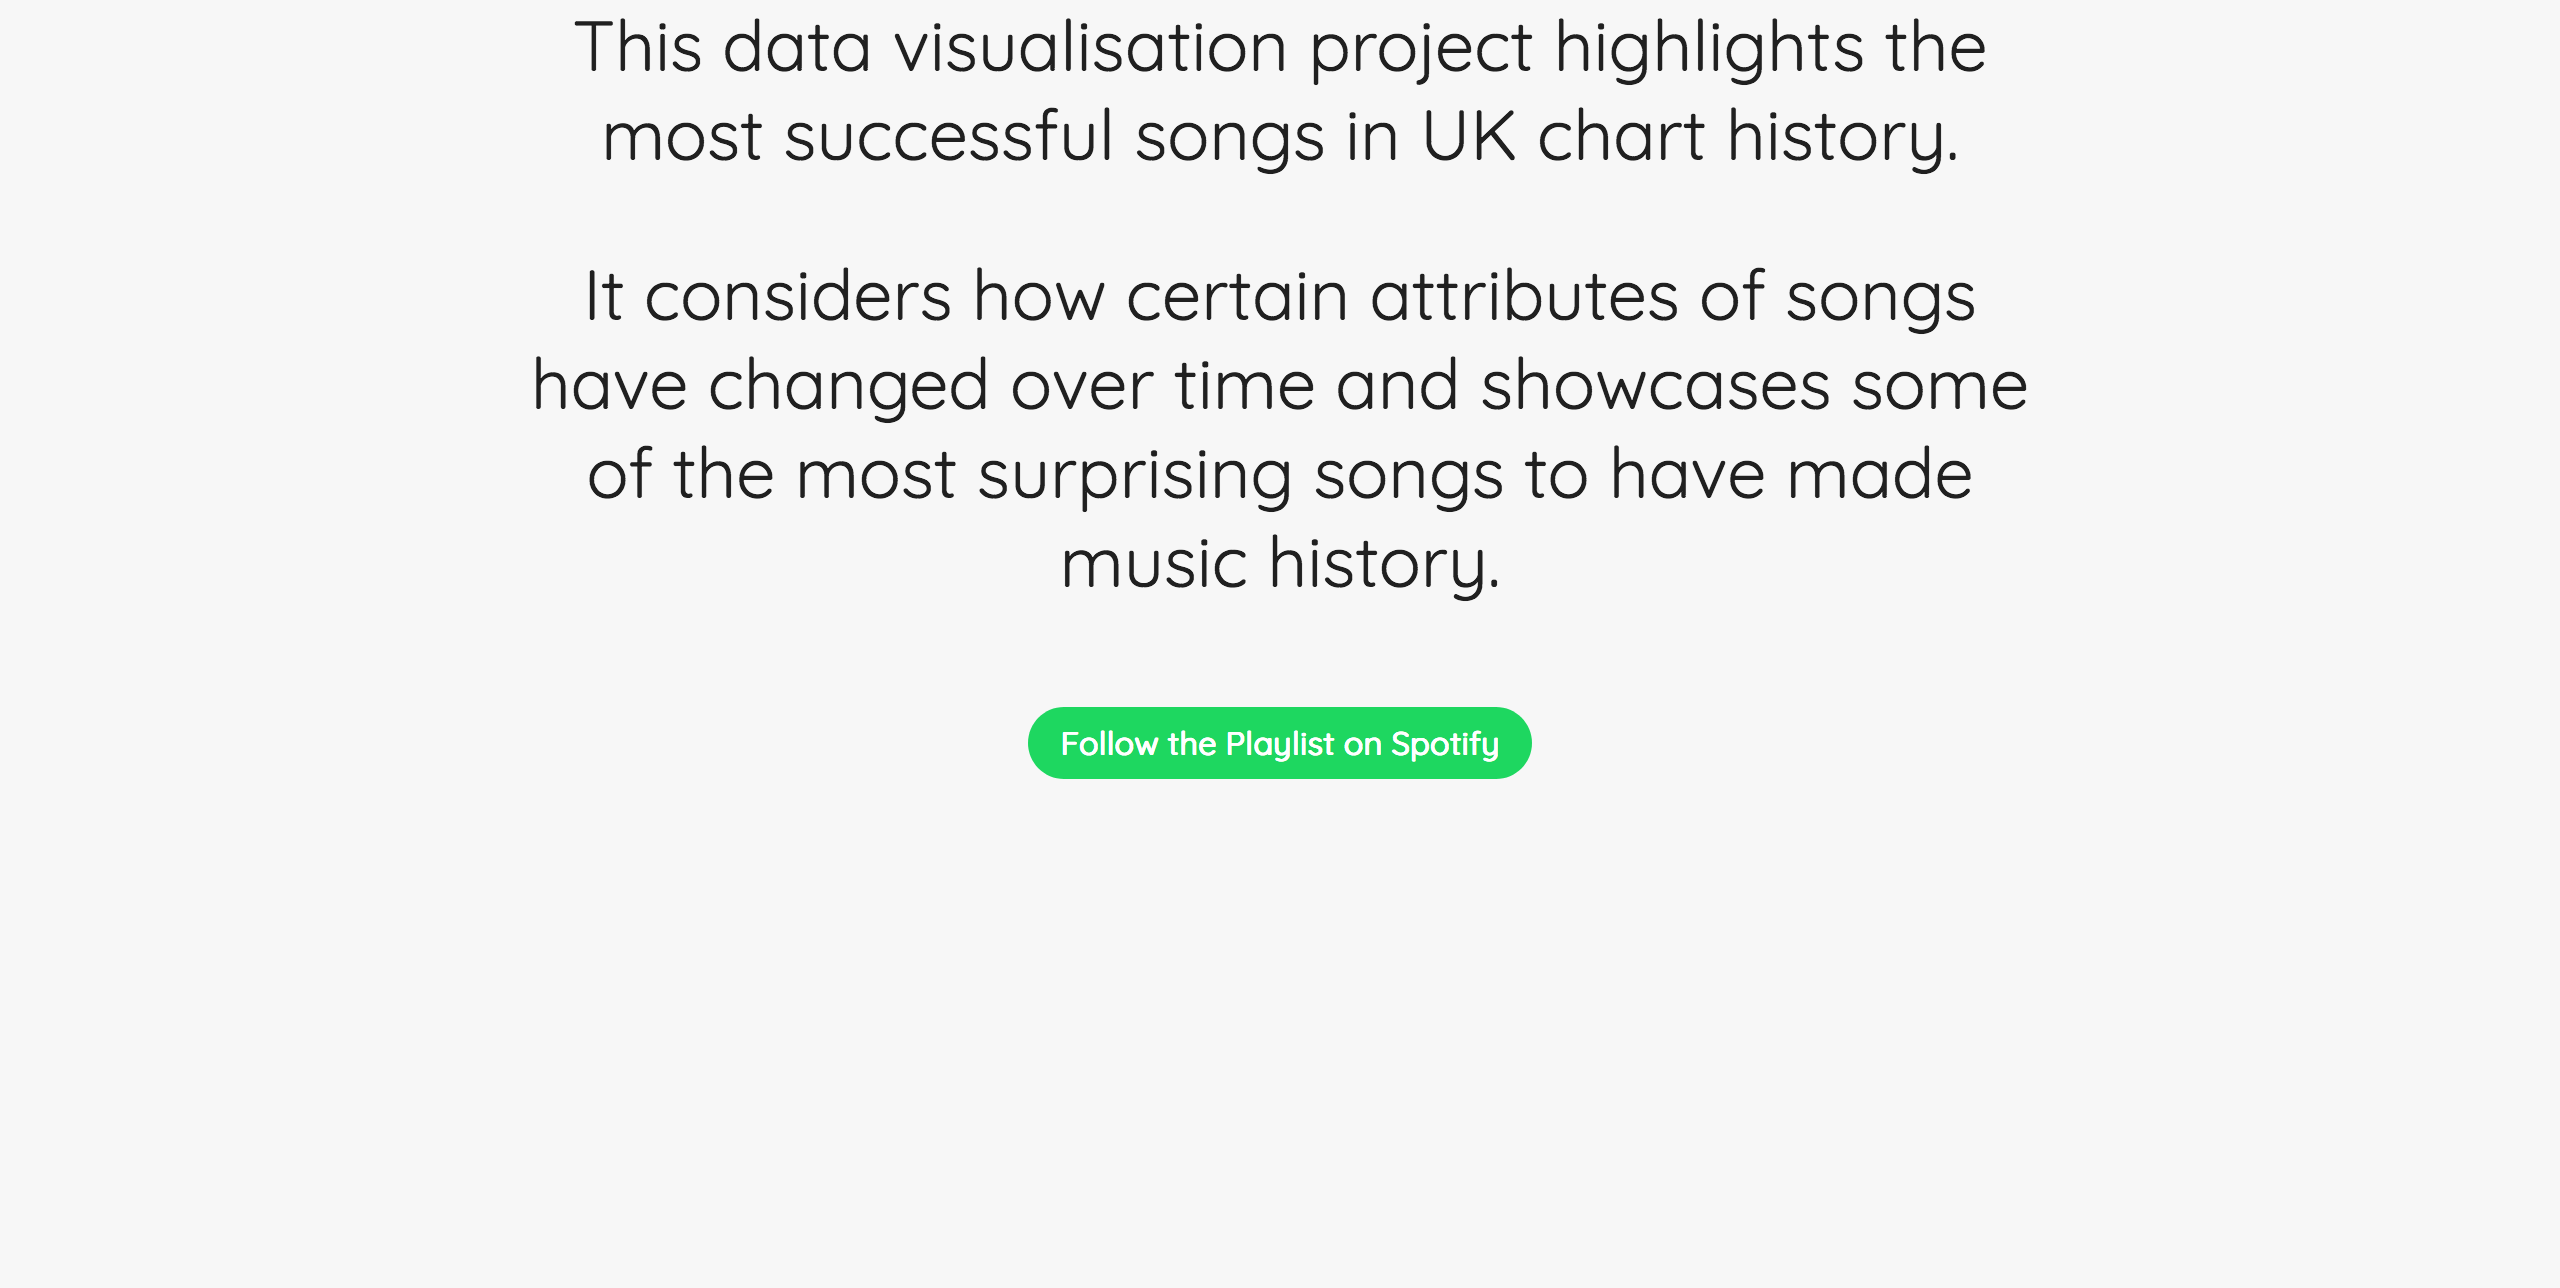 This data visualisation project highlights the
most successful songs in UK chart history.
It considers how certain attributes of songs
have changed over time and showcases some
of the most surprising songs to have made
music history.
Follow the Playlist on Spotify